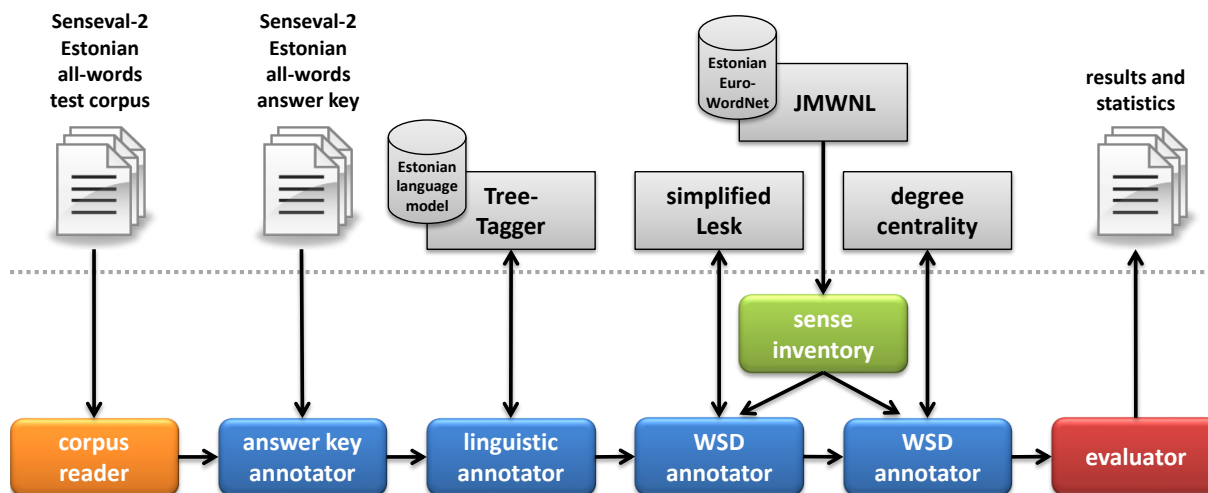 Senseval-2
Estonian
all-words
test corpus
Senseval-2
Estonian
all-words
answer key
Estonian
Euro-
WordNet
JMWNL
results and
statistics
Estonian
language
model
Tree-
Tagger
simplified
Lesk
degree
centrality
sense
inventory
corpus
reader
answer key
annotator
linguistic
annotator
WSD
annotator
WSD
annotator
evaluator